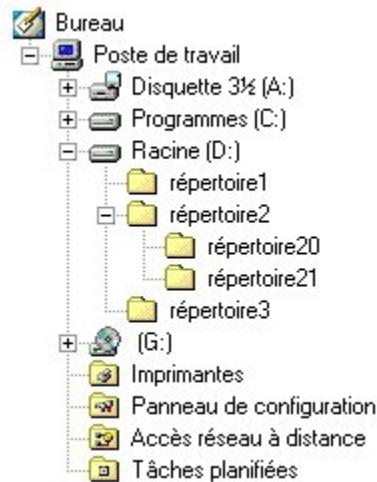 Bureau
Poste de travail
Disquette 3½ (A:)
Programmes (C:)
Racine (D:)
répertoire1
répertoire2
répertoire20
répertoire21
répertoire3
(G:)
Imprimantes
Panneau de configuration
Accès réseau à distance
Tâches planifiées